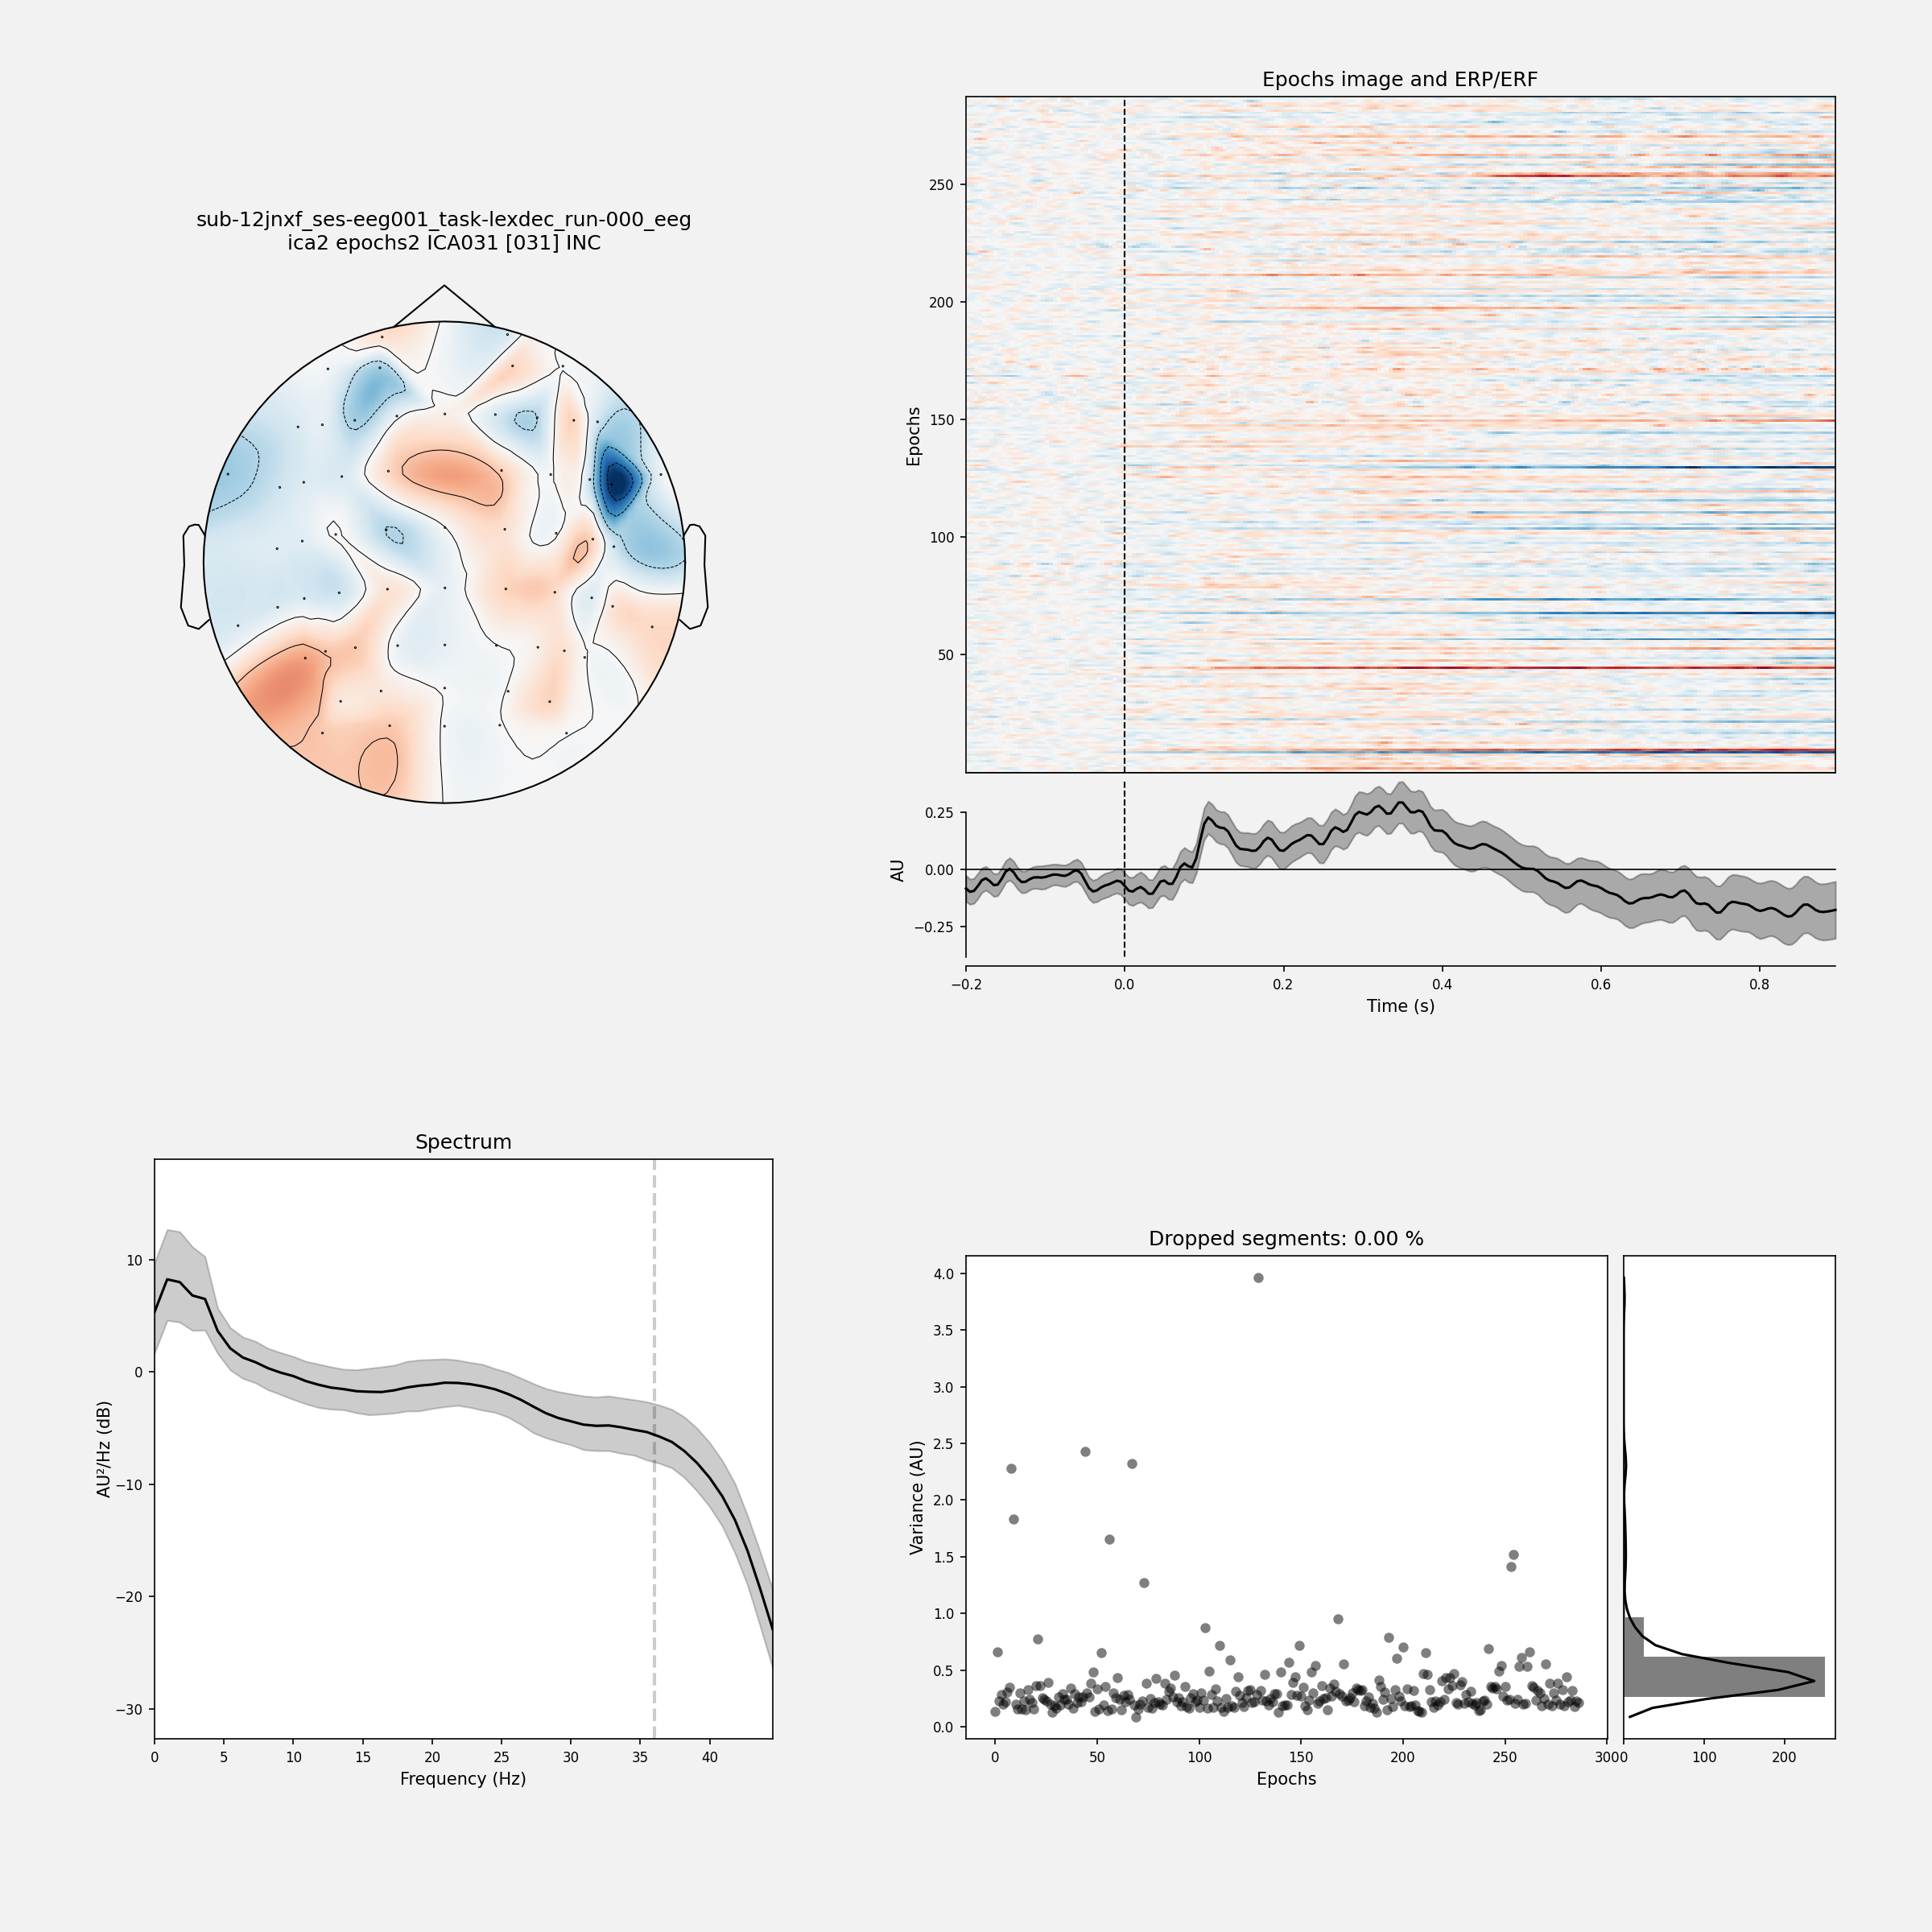 sub-12jnxf_ses-eeg001_task-lexdec_run-000_eeg
ica2 epochs2 ICA031 [031] INC
Epochs image and ERP/ERF
Epochs
250
200
150
100
50
AU
0.25
0.00
−0.25
−0.2 0.0 0.2 0.4 0.6 0.8
Time (s)
Spectrum
AU²/Hz (dB)
10
0
−10
−20
−30
0 5 10 15 20 25 30 35 40
Frequency (Hz)
Dropped segments: 0.00 %
Variance (AU)
4.0
3.5
3.0
2.5
2.0
1.5
1.0
0.5
0.0
0 50 100 150 200 250 300
Epochs
0 100 200